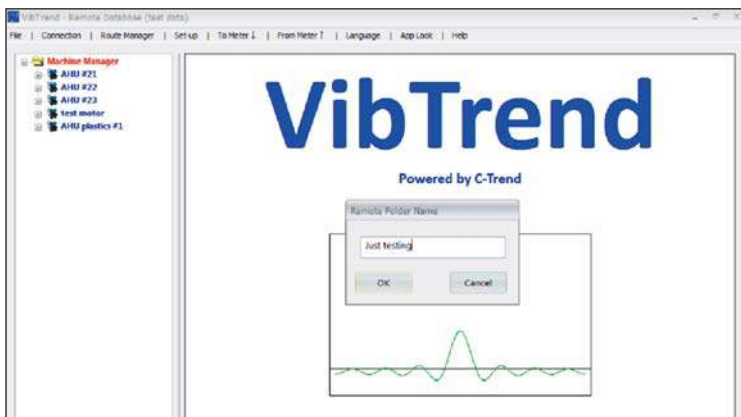 VibTrend - Remote Database (test data)
File | Connection | Route Manager | Set up | To Meter ↓ | From Meter ↑ | Language | App Look | Help
Machine Manager
AHU #21
AHU #22
AHU #23
test motor
AHU plastics #1
VibTrend
Powered by C-Trend
Remote Folder Name
Just testing
OK Cancel